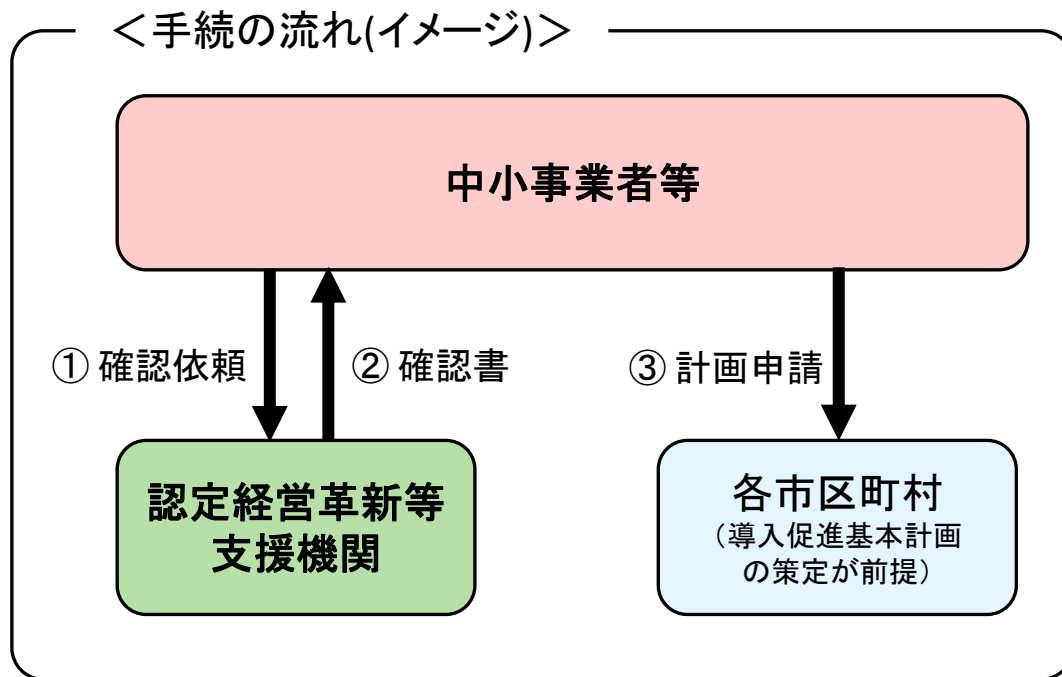 ＜手続の流れ(イメージ)＞
中小事業者等
① 確認依頼
② 確認書
③ 計画申請
認定経営革新等
支援機関
各市区町村
（導入促進基本計画
の策定が前提）